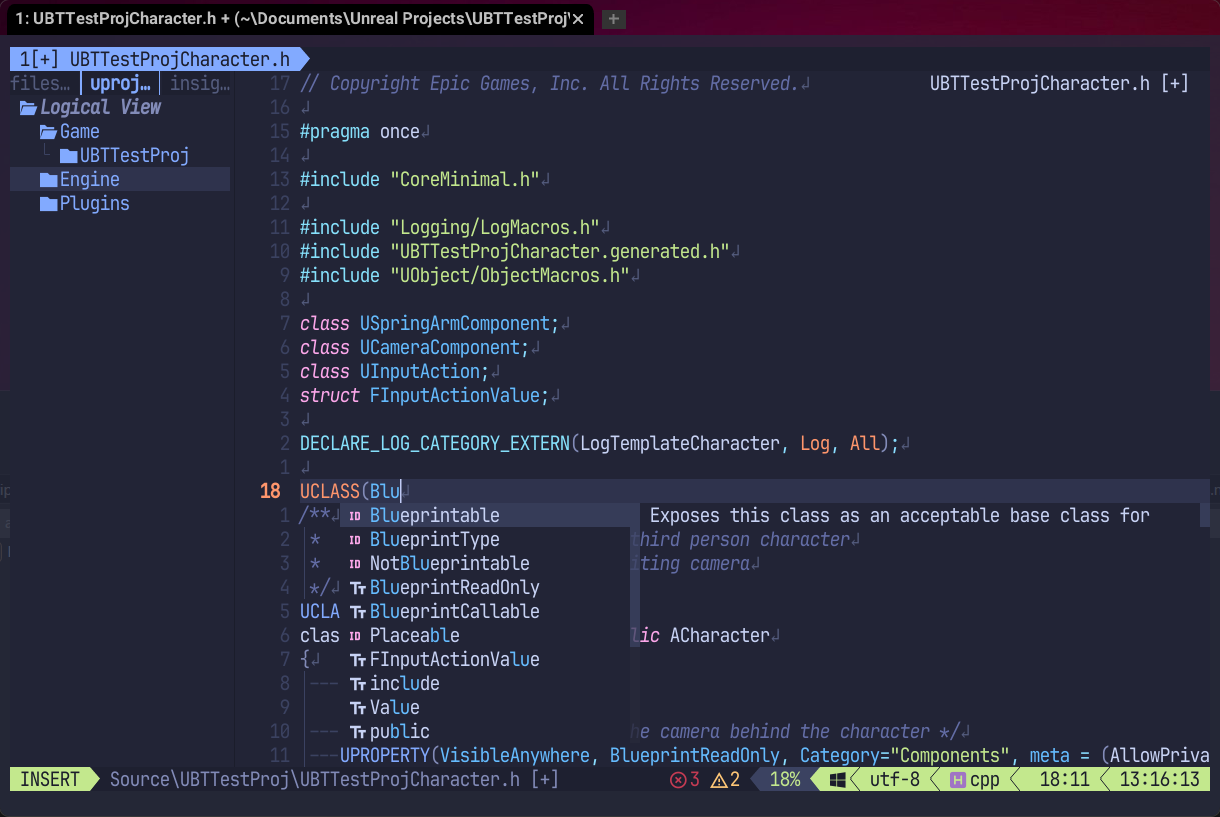 1: UBTTestProjCharacter.h + (~\Documents\Unreal Projects\UBTTestProj\
1[+] UBTTestProjCharacter.h
files… uproj… insig…
Logical View
Game
UBTTestProj
Engine
Plugins
17 // Copyright Epic Games, Inc. All Rights Reserved.↲ UBTTestProjCharacter.h [+]
16 ↲
15 #pragma once↲
14 ↲
13 #include "CoreMinimal.h"↲
12 ↲
11 #include "Logging/LogMacros.h"↲
10 #include "UBTTestProjCharacter.generated.h"↲
9 #include "UObject/ObjectMacros.h"↲
8 ↲
7 class USpringArmComponent;↲
6 class UCameraComponent;↲
5 class UInputAction;↲
4 struct FInputActionValue;↲
3 ↲
2 DECLARE_LOG_CATEGORY_EXTERN(LogTemplateCharacter, Log, All);↲
1 ↲
18 UCLASS(Blu↲
1 /**↲ ID Blueprintable Exposes this class as an acceptable base class for
2 * ID BlueprintType third person character↲
3 * ID NotBlueprintable iting camera↲
4 */↲ TT BlueprintReadOnly
5 UCLA TT BlueprintCallable
6 clas ID Placeable lic ACharacter↲
7 {↲ TT FInputActionValue
8 --- TT include
9 TT Value
10 --- TT public he camera behind the character */↲
11 ---UPROPERTY(VisibleAnywhere, BlueprintReadOnly, Category="Components", meta = (AllowPriva
INSERT Source\UBTTestProj\UBTTestProjCharacter.h [+] 3 2 18% utf-8 H cpp 18:11 13:16:13